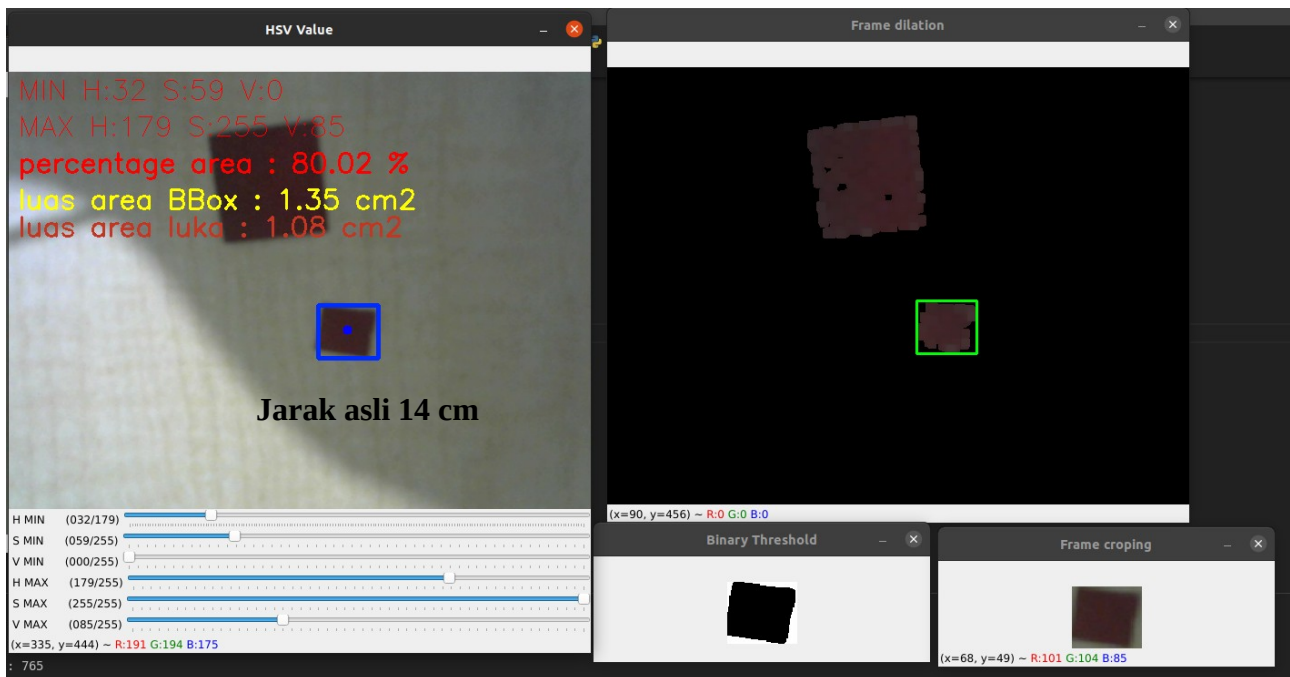 HSV Value
MIN H:32 S:59 V:0
MAX H:179 S:255 V:85
percentage area : 80.02 %
luas area BBox : 1.35 cm2
luas area luka : 1.08 cm2
Jarak asli 14 cm
H MIN (032/179)
S MIN (059/255)
V MIN (000/255)
H MAX (179/255)
S MAX (255/255)
V MAX (085/255)
(x=335, y=444) ~ R:191 G:194 B:175
: 765
Frame dilation
(x=90, y=456) ~ R:0 G:0 B:0
Binary Threshold
Frame croping
(x=68, y=49) ~ R:101 G:104 B:85